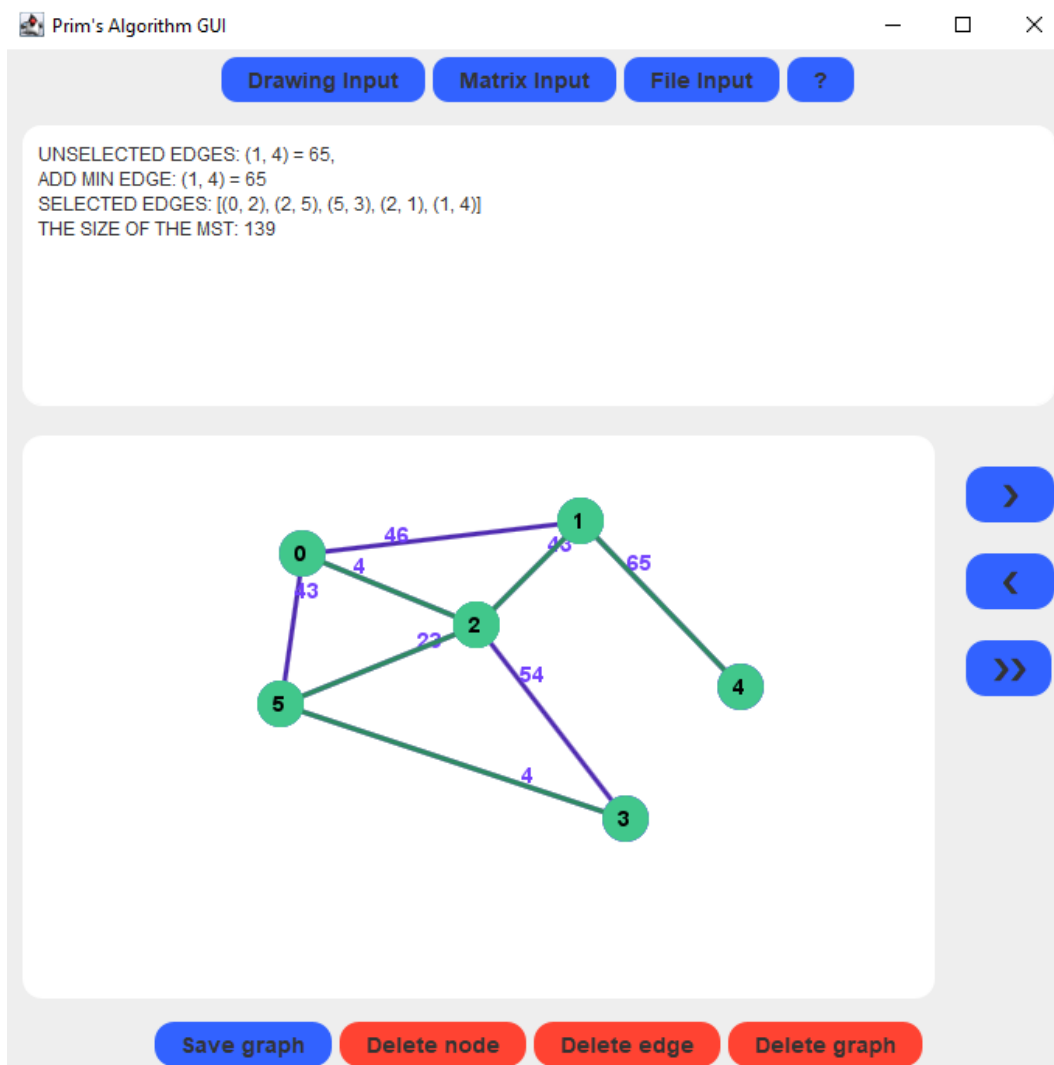 Prim's Algorithm GUI
Drawing Input Matrix Input File Input ?
UNSELECTED EDGES: (1, 4) = 65,
ADD MIN EDGE: (1, 4) = 65
SELECTED EDGES: [(0, 2), (2, 5), (5, 3), (2, 1), (1, 4)]
THE SIZE OF THE MST: 139
1
46
43
0
4
65
43
2
23
54
4
5
4
3
Save graph Delete node Delete edge Delete graph